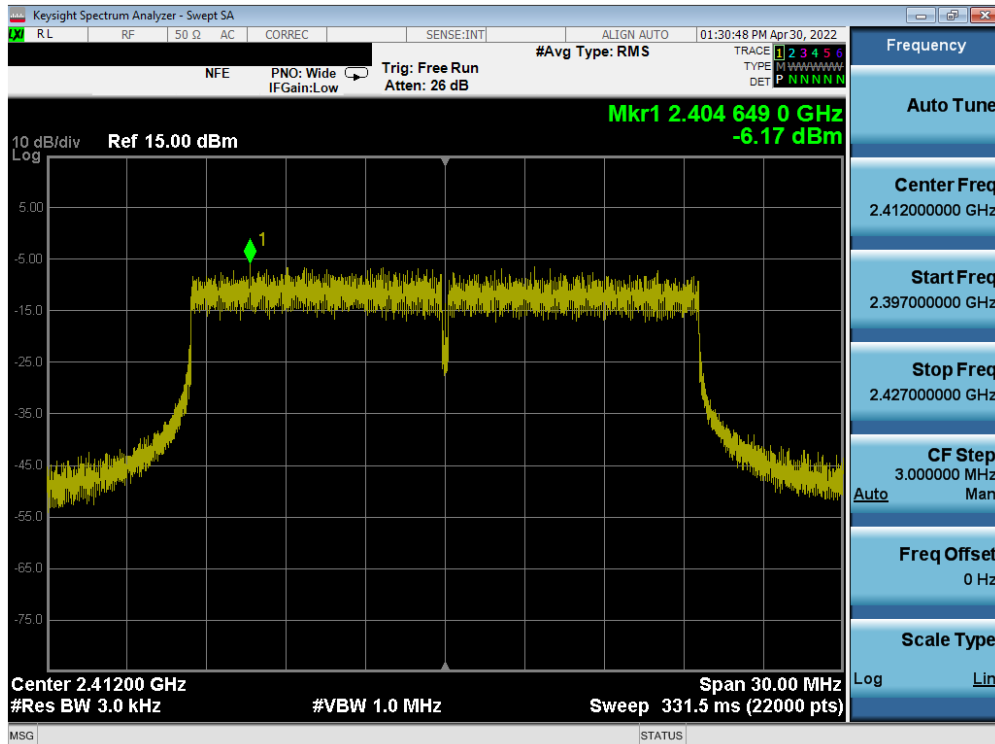 Keysight Spectrum Analyzer - Swept SA
LXI RL RF 50 Ω AC CORREC SENSE:INT ALIGN AUTO 01:30:48 PM Apr 30, 2022
NFE PNO: Wide Trig: Free Run #Avg Type: RMS TRACE 1 2 3 4 5 6
IFGain:Low Atten: 26 dB TYPE M WWWWW
DET P N N N N N
Mkr1 2.404 649 0 GHz
-6.17 dBm
10 dB/div Ref 15.00 dBm
Log
1
5.00
-5.00
-15.0
-25.0
-35.0
-45.0
-55.0
-65.0
-75.0
Center 2.41200 GHz Span 30.00 MHz
#Res BW 3.0 kHz #VBW 1.0 MHz Sweep 331.5 ms (22000 pts)
MSG STATUS
Frequency
Auto Tune
Center Freq
2.412000000 GHz
Start Freq
2.397000000 GHz
Stop Freq
2.427000000 GHz
CF Step
3.000000 MHz
Auto Man
Freq Offset
0 Hz
Scale Type
Log Lin